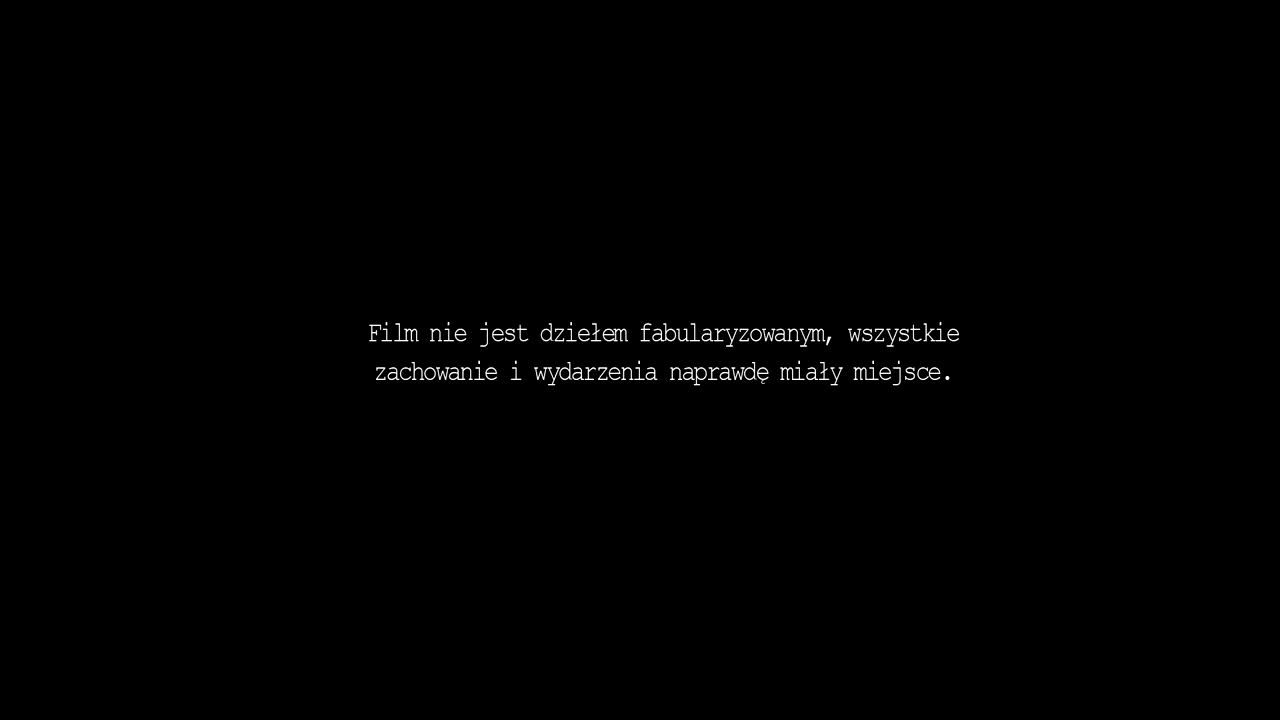 Film nie jest dziełem fabularyzowanym, wszystkie
zachowanie i wydarzenia naprawdę miały miejsce.